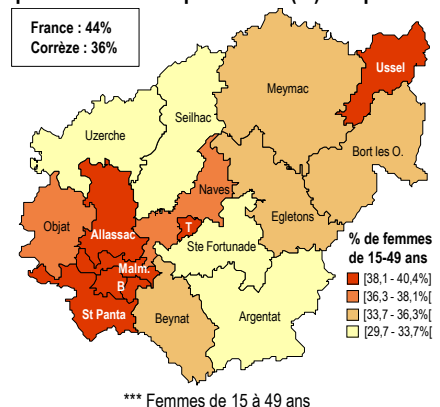 France : 44%
Corrèze : 36%
Ussel
Meymac
Seilhac
Uzerche
Bort les O.
Naves
Egletons
Objat
Allassac
T
Ste Fortunade
Malm.
B
St Panta
Beynat
Argentat
% de femmes
de 15-49 ans
[38,1 - 40,4%[
[36,3 - 38,1%[
[33,7 - 36,3%[
[29,7 - 33,7%[
*** Femmes de 15 à 49 ans